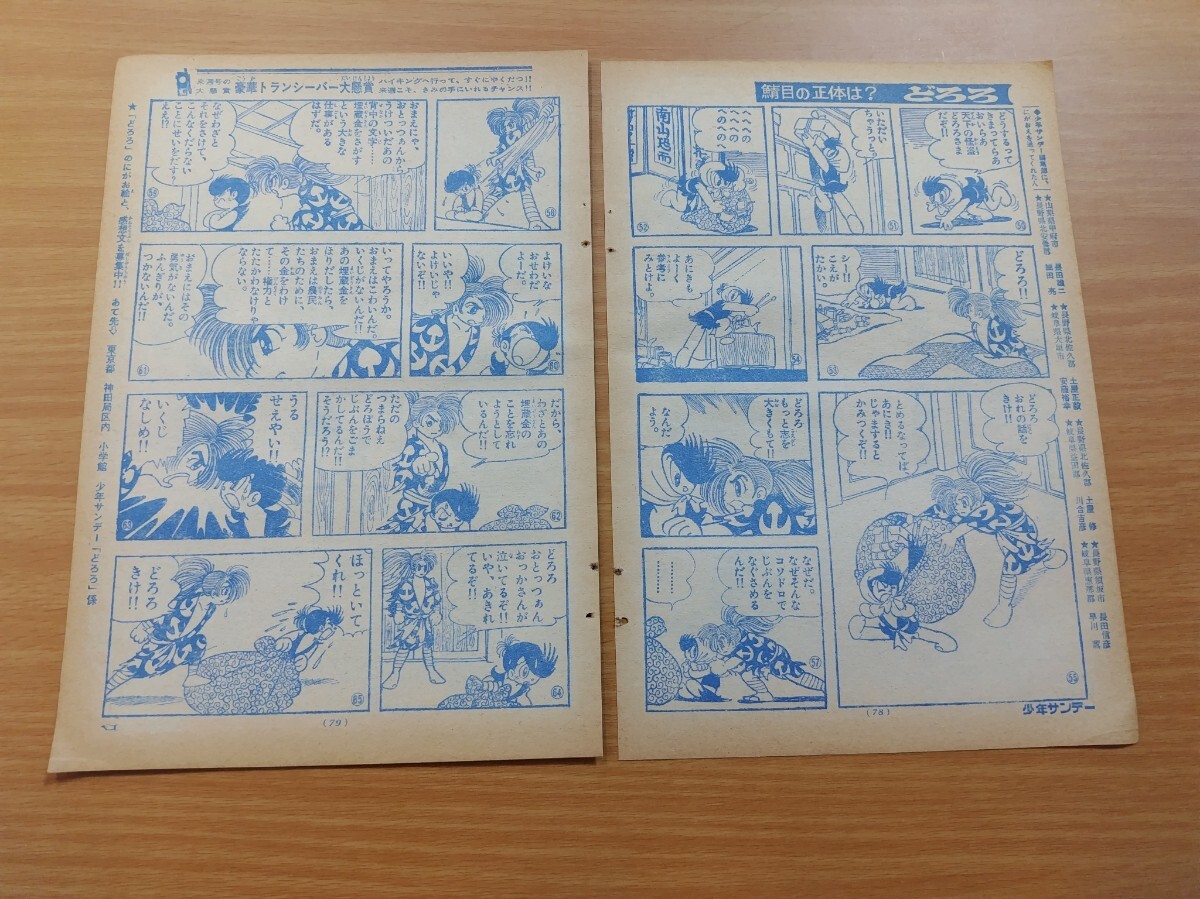 鯖目の正体は?
どろろ
どうするって
きまってらあ
おいらあ
天下の怪盗
どろろさま
だぞ!!
50
いただい
ちゃうっと。
51
へへへの
へへへの
へのへの
52
どろろ!!
シーッ
こえが
たかい。
53
あにきも
よーく
参考に
みとけよ。
54
どろろ
おれの話を
きけ!!
とめるなってば
あにき!!
じゃますると
かみつくぞ!!
55
どろろ
もっと志を
大きくもて!!
なんだ
よう。
なぜだ。
なぜそんな
コソドロで
じぶんを
なぐさめる
んだ!!
………
………
57
(78)
少年サンデー
豪華トランシーバー大懸賞
ハイキングへ行って、すぐにやくだつ!!
来週こそ、きみの手にいれるチャンス!!
58
おまえにゃ、
おとっつぁんから
うけついだあの
背中の文字……
埋蔵金をさがす
という大きな
仕事がある
はずだ。
なぜわざと
それをさけて、
こんなくだらない
ことにせいをだす!!
ええ!?
59
よけいな
おせわだ
よーだ。
いいや!!
よけいじゃ
ないぞ!!
60
いってやろうか。
おまえはこわいんだ。
いくじがないんだ!!
あの埋蔵金を
ほりだしたら、
おまえは農民
たちのために、
その金をわけ
てだ……権力と
たたかわなけりゃ
ならない。
おまえにはその
勇気がないんだ。
ふんぎりが、
つかないんだ!!
61
だから、
わざとあの
埋蔵金の
ことを忘れ
ようとして
いるんだ!!
ただの
つまらねえ
どろぼうで
じぶんをごま
かしてるんだ!!
そうだろう!?
62
うる
せえやい!!
いくじ
なしめ!!
63
どろろ
おとっつぁん
おっかさんが
泣いてるぞ!!
いや、あきれ
てるぞ!!
64
ほっといて
くれ!!
どろろ
きけ!!
65
(79)
★「どろろ」のにがお絵と、感想文を募集中!! あて先 東京都 神田局区内 小学館 少年サンデー「どろろ」係